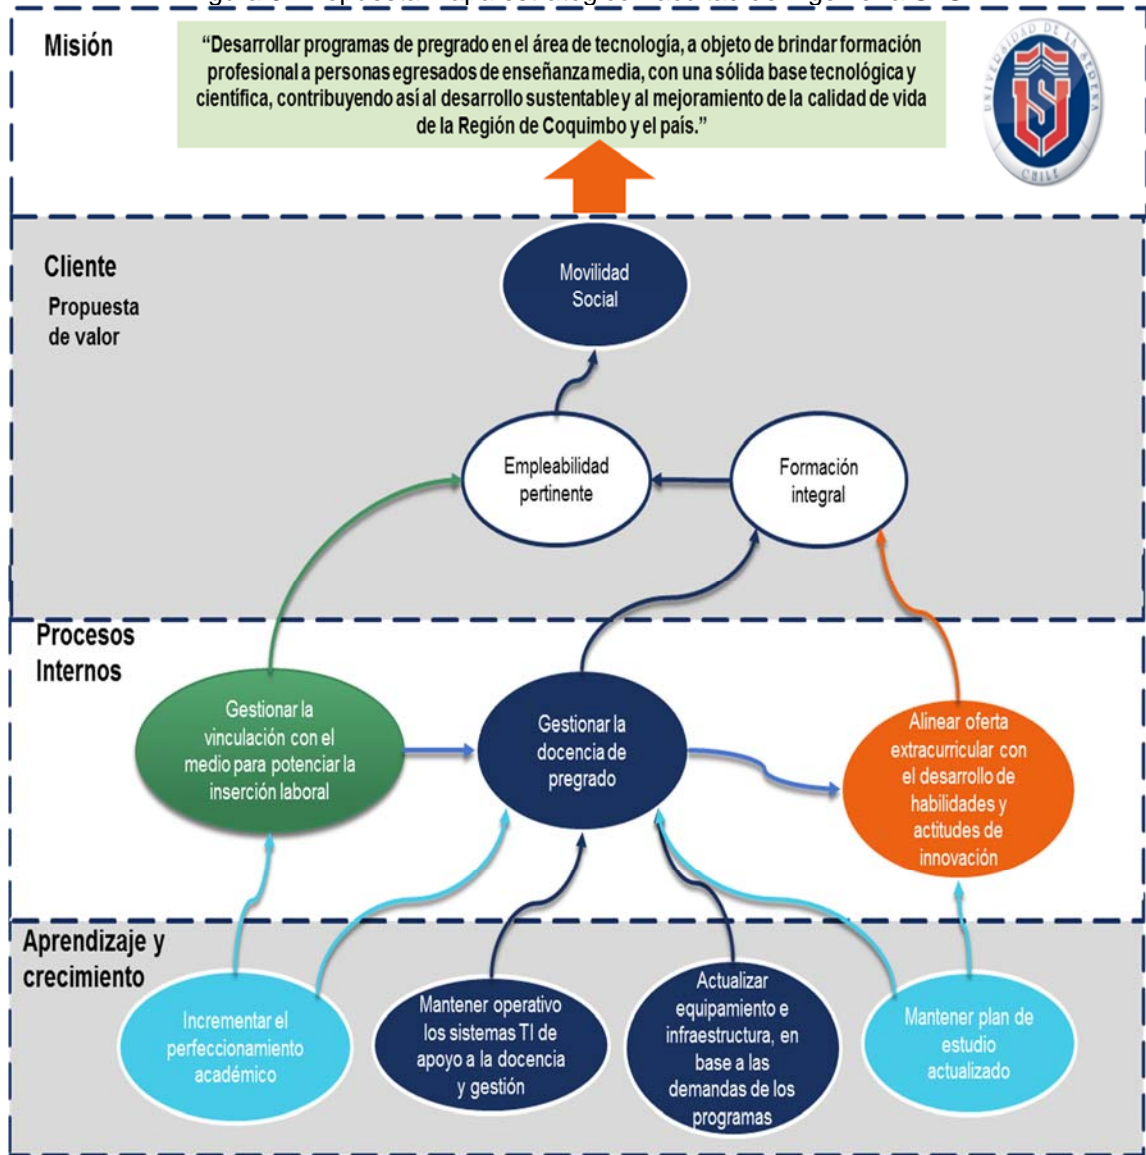 Misión
“Desarrollar programas de pregrado en el área de tecnología, a objeto de brindar formación
profesional a personas egresados de enseñanza media, con una sólida base tecnológica y
científica, contribuyendo así al desarrollo sustentable y al mejoramiento de la calidad de vida
de la Región de Coquimbo y el país.”
UNIVERSIDAD DE LA SERENA
CHILE
Cliente
Propuesta
de valor
Movilidad
Social
Empleabilidad
pertinente
Formación
integral
Procesos
Internos
Gestionar la
vinculación con el
medio para potenciar la
inserción laboral
Gestionar la
docencia de
pregrado
Alinear oferta
extracurricular con
el desarrollo de
habilidades y
actitudes de
innovación
Aprendizaje y
crecimiento
Incrementar el
perfeccionamiento
académico
Mantener operativo
los sistemas TI de
apoyo a la docencia
y gestión
Actualizar
equipamiento e
infraestructura, en
base a las
demandas de los
programas
Mantener plan de
estudio
actualizado